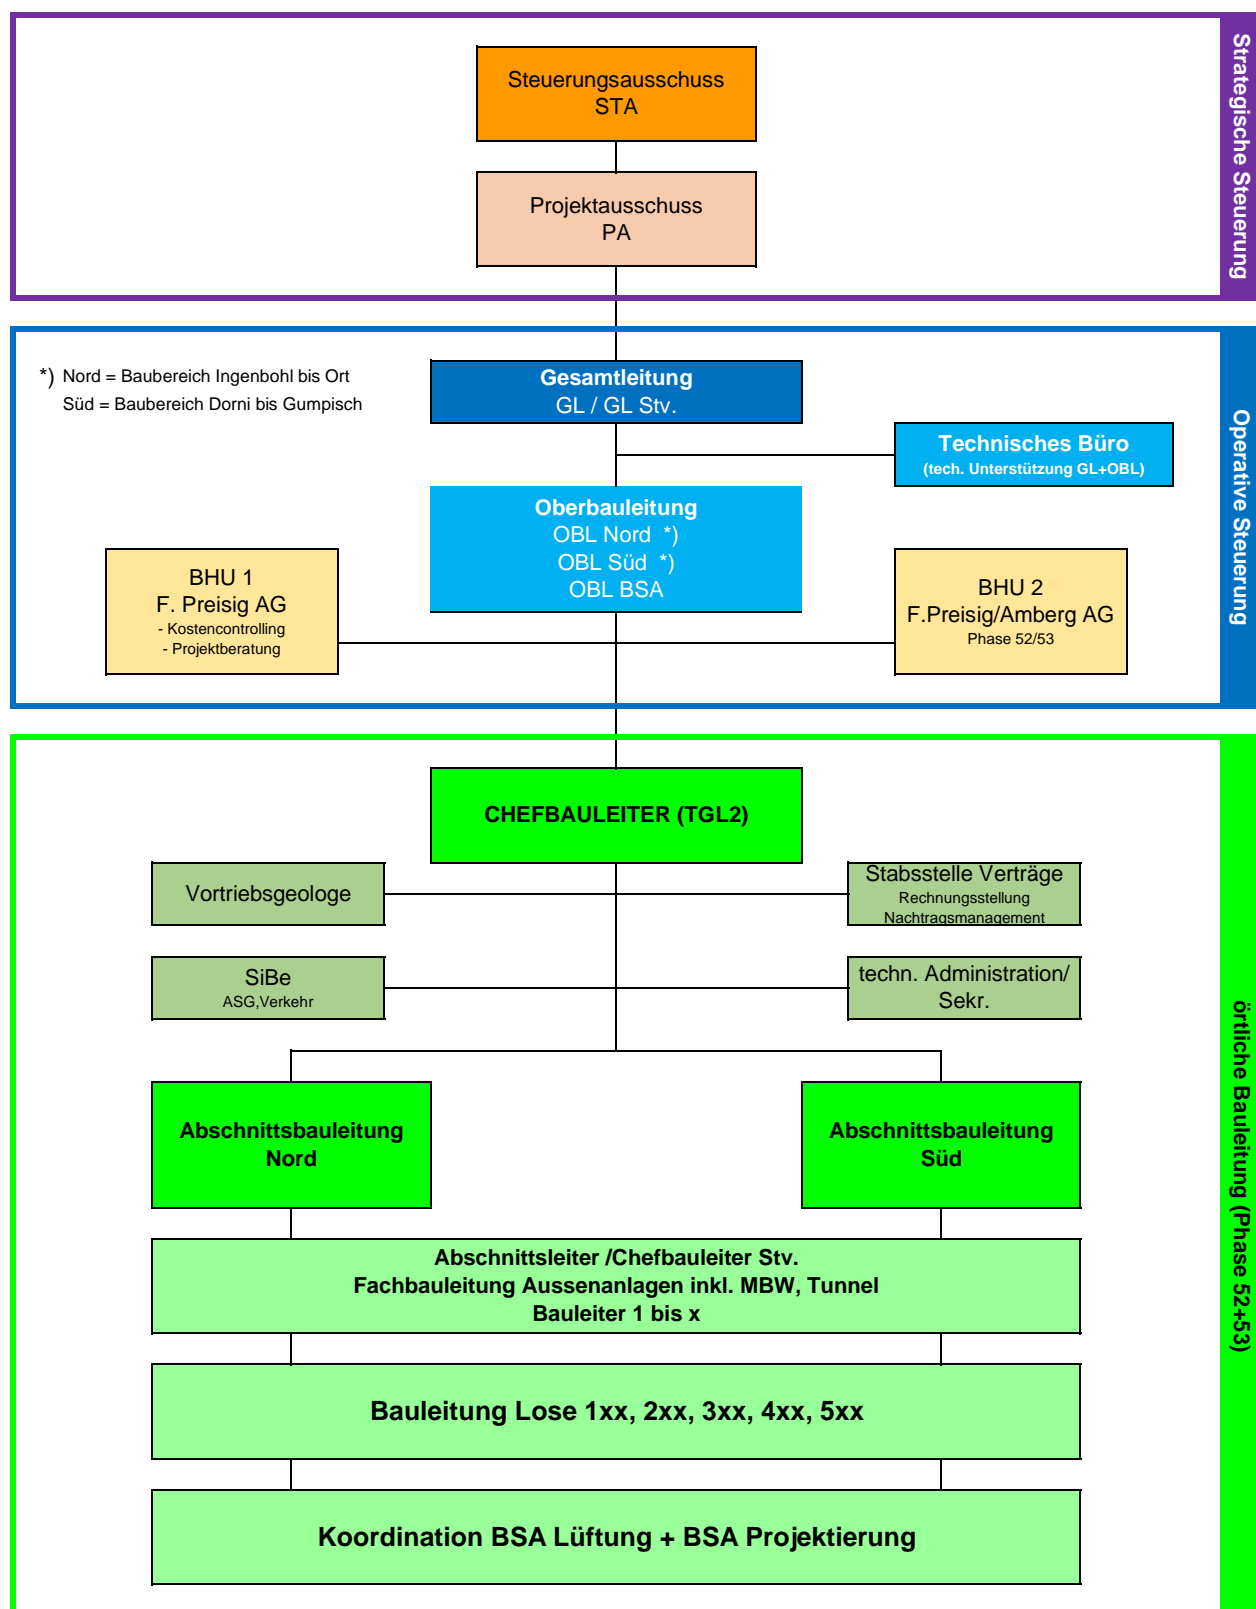 Strategische Steuerung
Steuerungsausschuss
STA
Projektausschuss
PA
Operative Steuerung
*) Nord = Baubereich Ingenbohl bis Ort
Süd = Baubereich Dorni bis Gumpisch
Gesamtleitung
GL / GL Stv.
Technisches Büro
(tech. Unterstützung GL+OBL)
Oberbauleitung
OBL Nord *)
OBL Süd *)
OBL BSA
BHU 1
F. Preisig AG
- Kostencontrolling
- Projektberatung
BHU 2
F.Preisig/Amberg AG
Phase 52/53
örtliche Bauleitung (Phase 52+53)
CHEFBAULEITER (TGL2)
Vortriebsgeologe
Stabsstelle Verträge
Rechnungsstellung
Nachtragsmanagement
SiBe
ASG,Verkehr
techn. Administration/
Sekr.
Abschnittsbauleitung
Nord
Abschnittsbauleitung
Süd
Abschnittsleiter /Chefbauleiter Stv.
Fachbauleitung Aussenanlagen inkl. MBW, Tunnel
Bauleiter 1 bis x
Bauleitung Lose 1xx, 2xx, 3xx, 4xx, 5xx
Koordination BSA Lüftung + BSA Projektierung